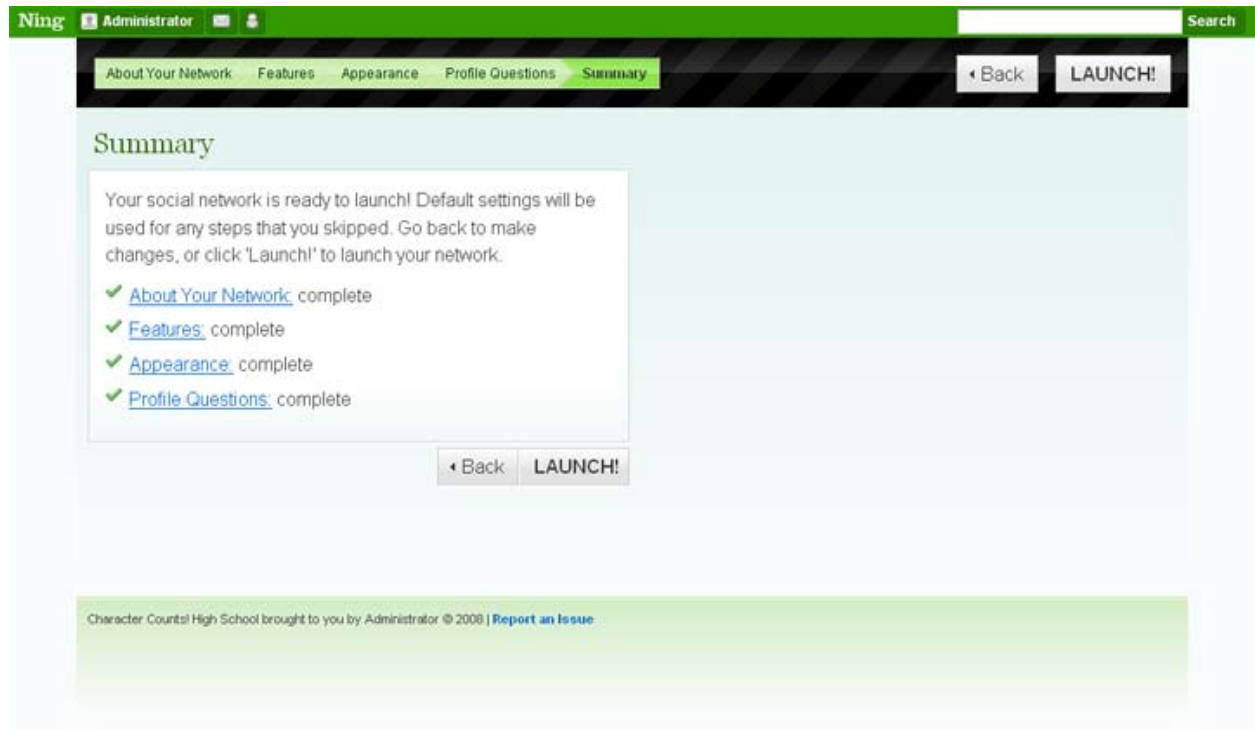 Ning Administrator Search
About Your Network Features Appearance Profile Questions Summary Back LAUNCH!
Summary
Your social network is ready to launch! Default settings will be
used for any steps that you skipped. Go back to make
changes, or click 'Launch!' to launch your network.
About Your Network: complete
Features: complete
Appearance: complete
Profile Questions: complete
Back LAUNCH!
Character Counts! High School brought to you by Administrator © 2008 | Report an Issue